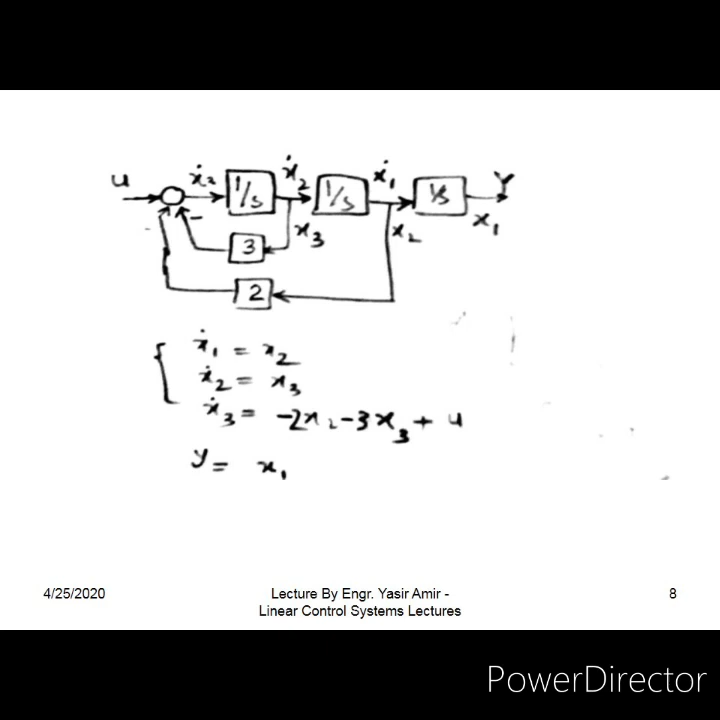 u ẋ₃ 1/s ẋ₂ 1/s ẋ₁ 1/s Y
- 3 x₃ x₂ x₁
2
ẋ₁ = x₂
ẋ₂ = x₃
ẋ₃ = -2x₂-3x₃+ u
y = x₁
4/25/2020
Lecture By Engr. Yasir Amir -
Linear Control Systems Lectures
8
PowerDirector